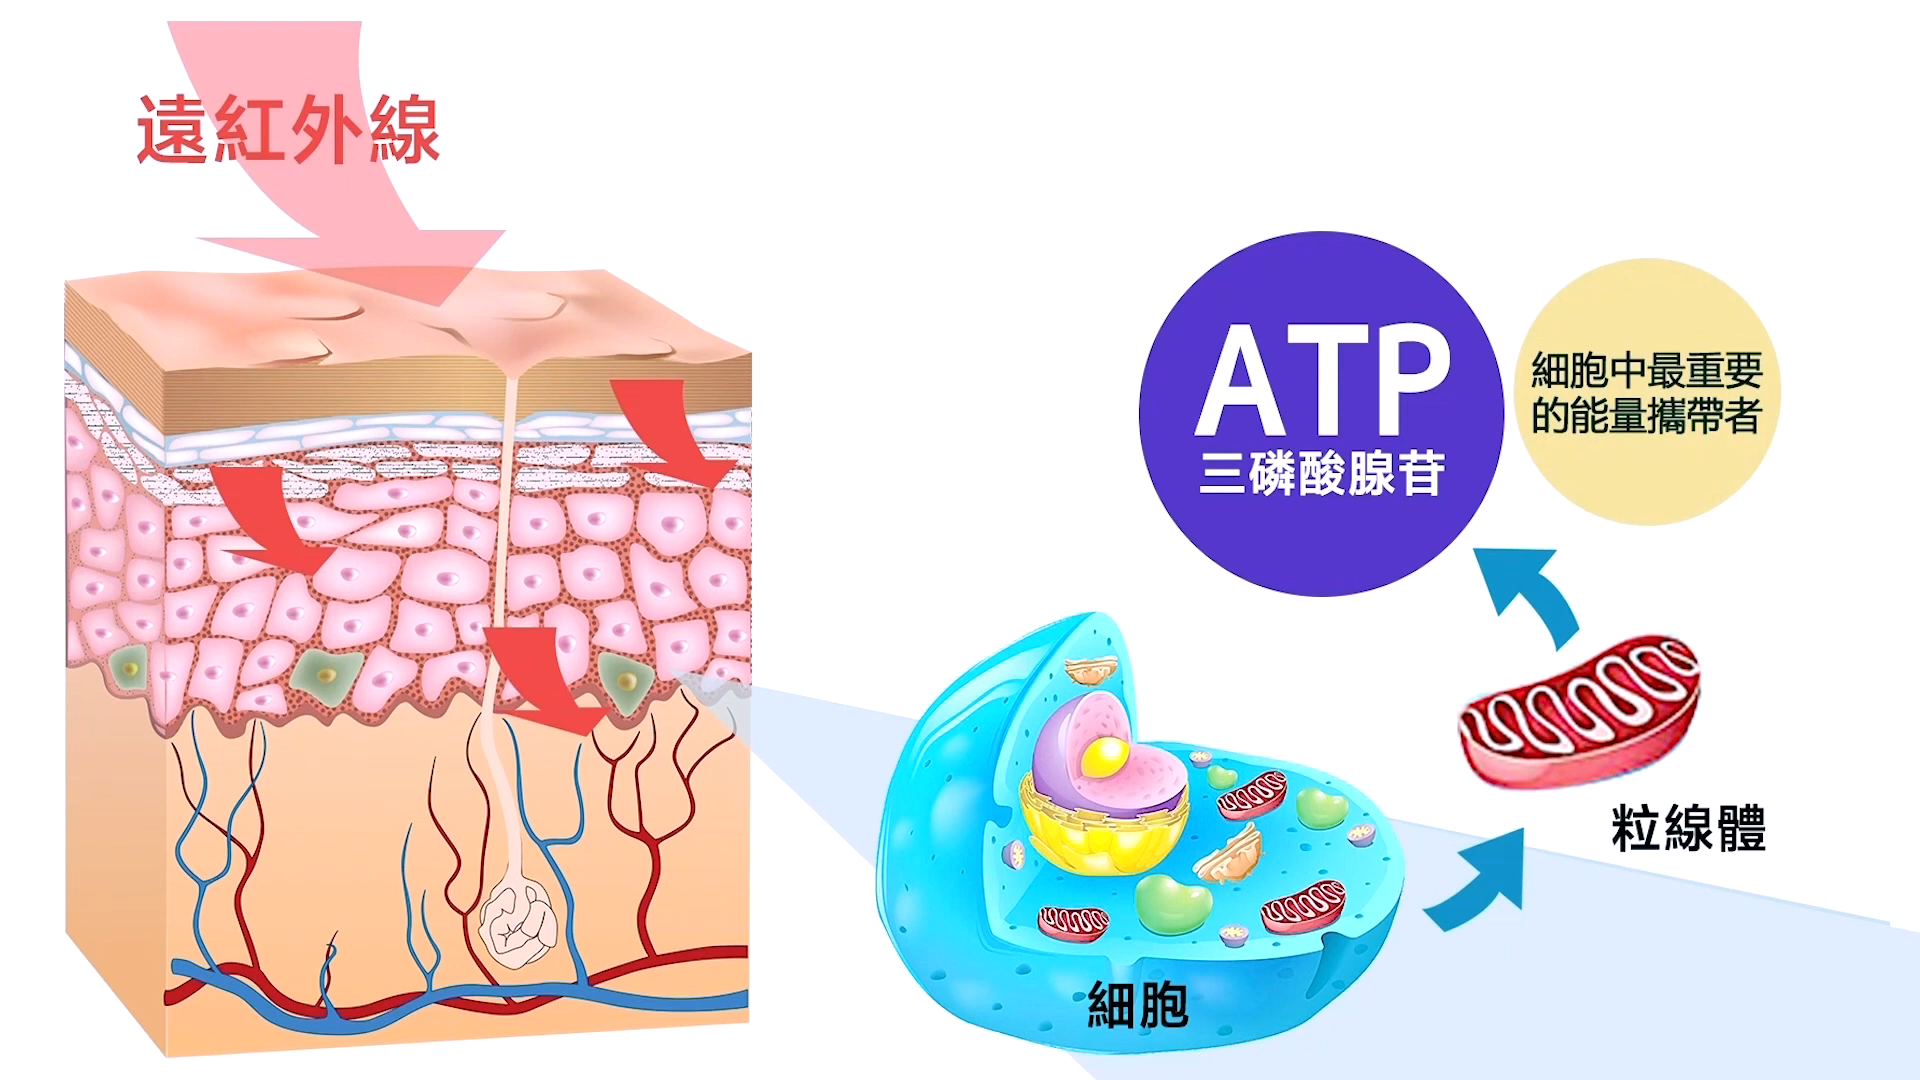 遠紅外線
ATP
三磷酸腺苷
細胞中最重要
的能量攜帶者
粒線體
細胞